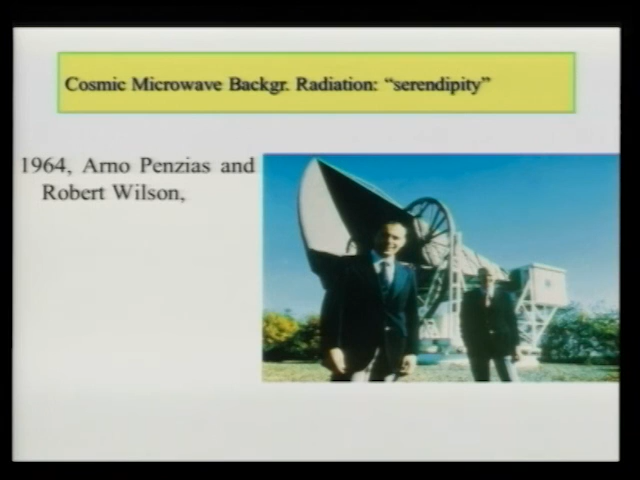 Cosmic Microwave Backgr. Radiation: “serendipity”
1964, Arno Penzias and
Robert Wilson,